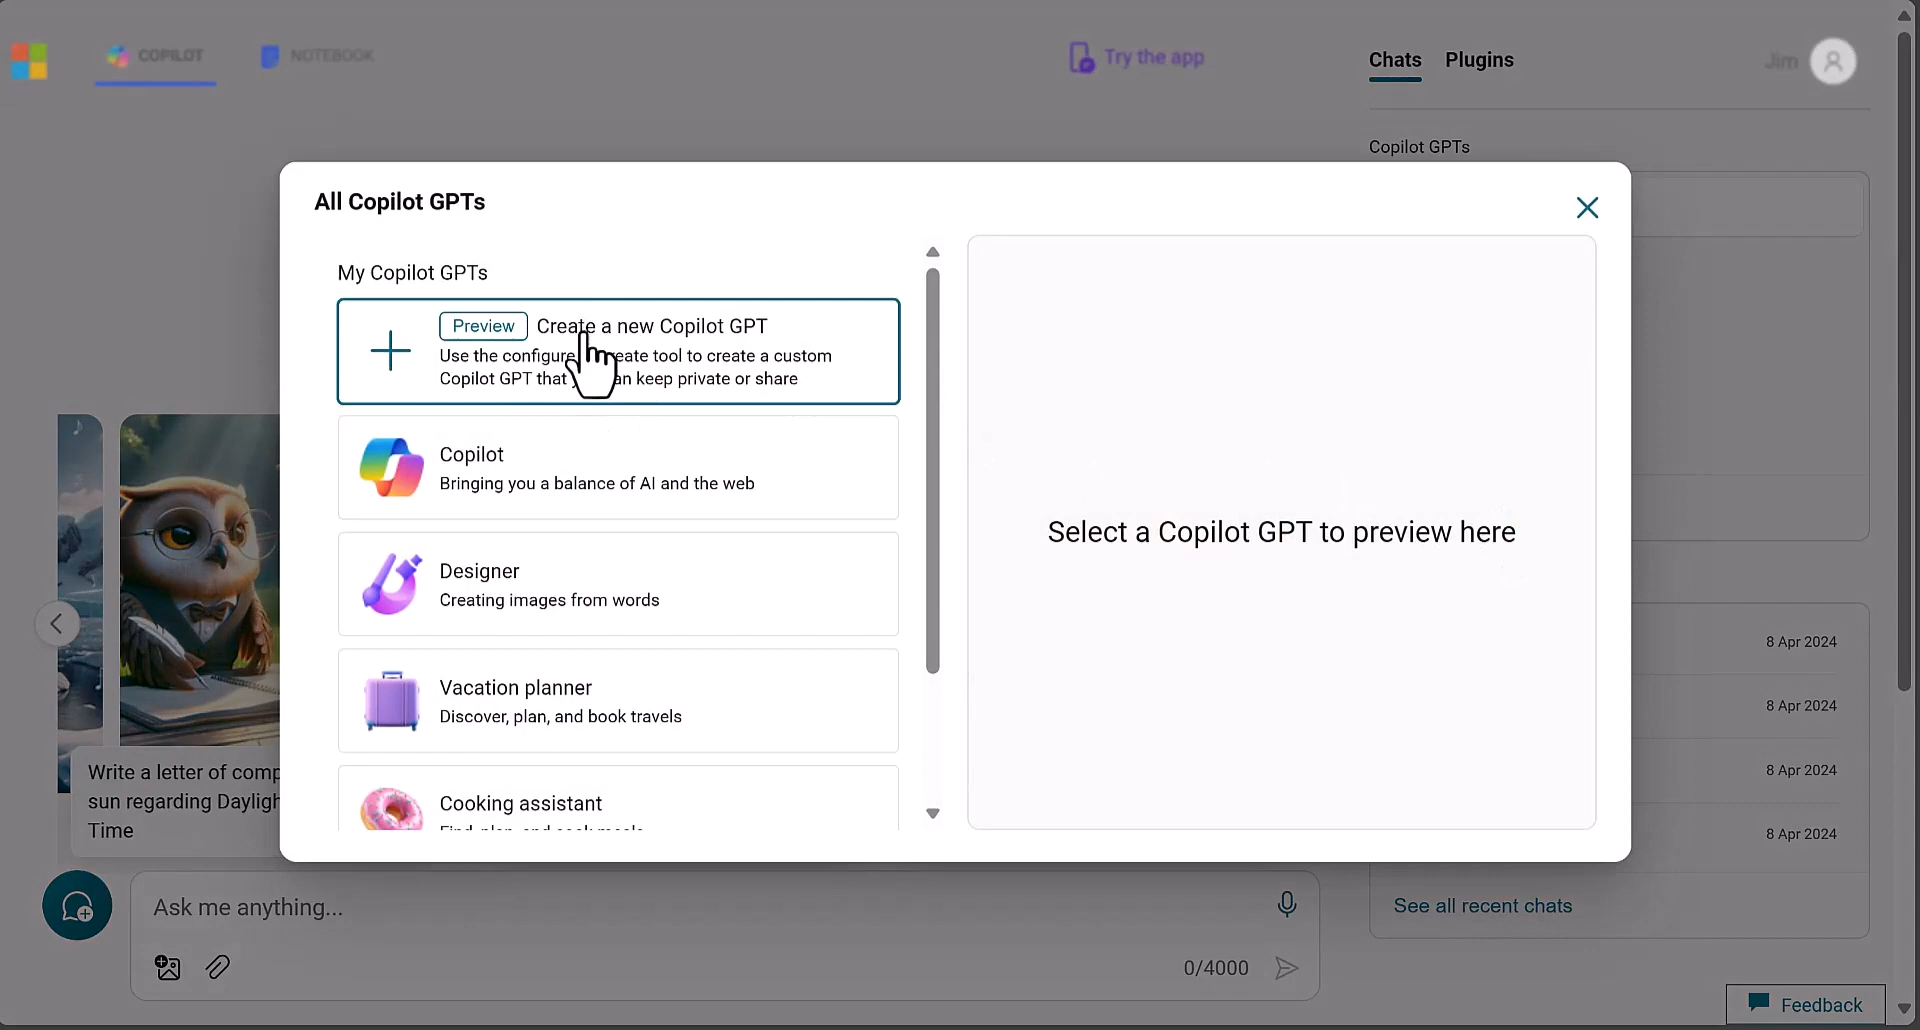 COPILOT
NOTEBOOK
Try the app
Chats Plugins
Jim
Copilot GPTs
All Copilot GPTs
My Copilot GPTs
Preview Create a new Copilot GPT
Use the configure eate tool to create a custom
Copilot GPT that an keep private or share
Copilot
Bringing you a balance of AI and the web
Designer
Creating images from words
Vacation planner
Discover, plan, and book travels
Cooking assistant
Select a Copilot GPT to preview here
8 Apr 2024
8 Apr 2024
8 Apr 2024
8 Apr 2024
See all recent chats
Write a letter of comp
sun regarding Dayligh
Time
Ask me anything...
0/4000
Feedback